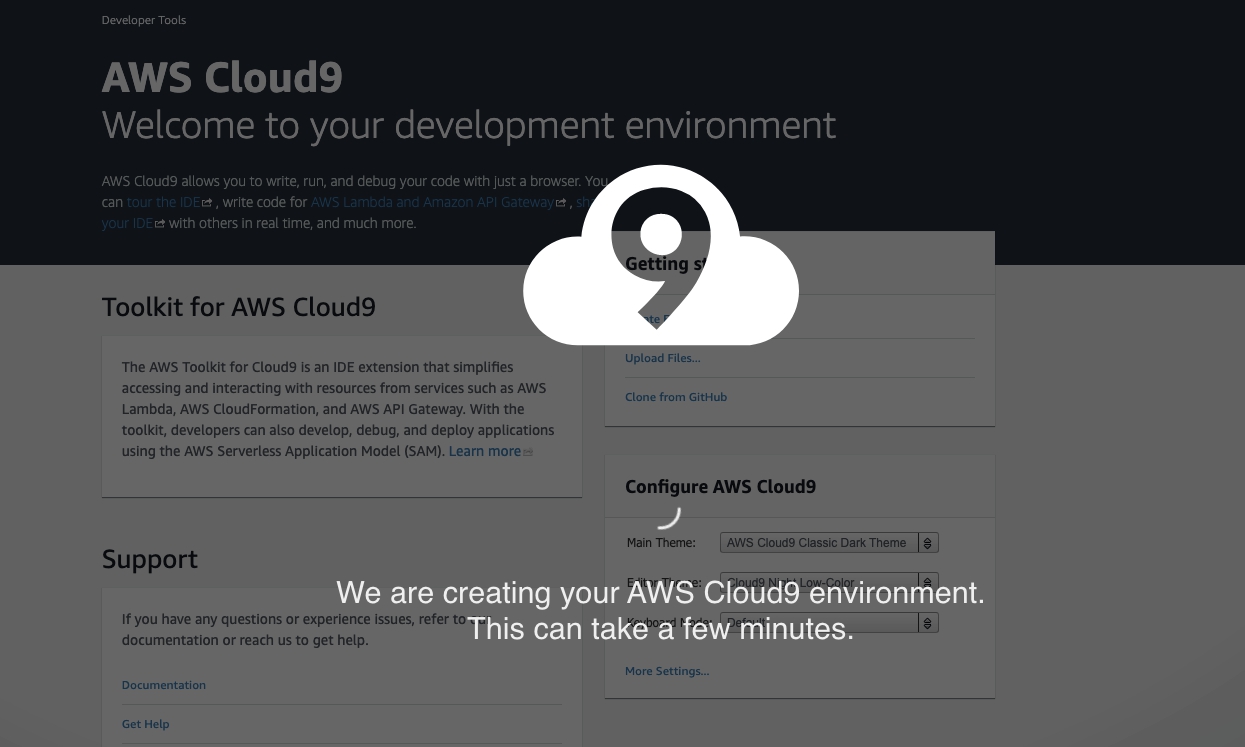 Developer Tools
AWS Cloud9
Welcome to your development environment
AWS Cloud9 allows you to write, run, and debug your code with just a browser. You
can tour the IDE , write code for AWS Lambda and Amazon API Gateway ,
your IDE with others in real time, and much more.
9
Getting
Toolkit for AWS Cloud9
The AWS Toolkit for Cloud9 is an IDE extension that simplifies
accessing and interacting with resources from services such as AWS
Lambda, AWS CloudFormation, and AWS API Gateway. With the
toolkit, developers can also develop, debug, and deploy applications
using the AWS Serverless Application Model (SAM). Learn more
Upload Files...
Clone from GitHub
Configure AWS Cloud9
Main Theme: AWS Cloud9 Classic Dark Theme
Editor Theme: Cloud9 Night Low-Color
Keyboard Mode: Default
More Settings...
We are creating your AWS Cloud9 environment.
This can take a few minutes.
Support
If you have any questions or experience issues, refer to
documentation or reach us to get help.
Documentation
Get Help